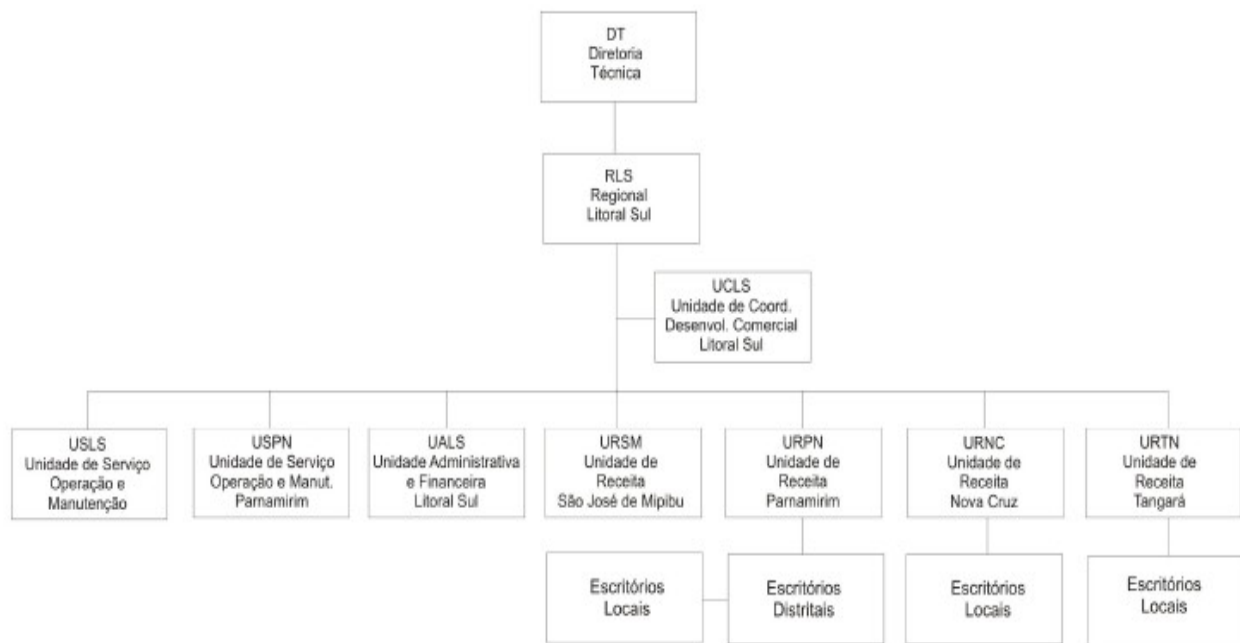 DT
Diretoria
Técnica
RLS
Regional
Litoral Sul
UCLS
Unidade de Coord.
Desenvol. Comercial
Litoral Sul
USLS
Unidade de Serviço
Operação e
Manutenção
USPN
Unidade de Serviço
Operação e Manut.
Parnamirim
UALS
Unidade Administrativa
e Financeira
Litoral Sul
URSM
Unidade de
Receita
São José de Mipibu
URPN
Unidade de
Receita
Parnamirim
URNC
Unidade de
Receita
Nova Cruz
URTN
Unidade de
Receita
Tangará
Escritórios
Locais
Escritórios
Distritais
Escritórios
Locais
Escritórios
Locais